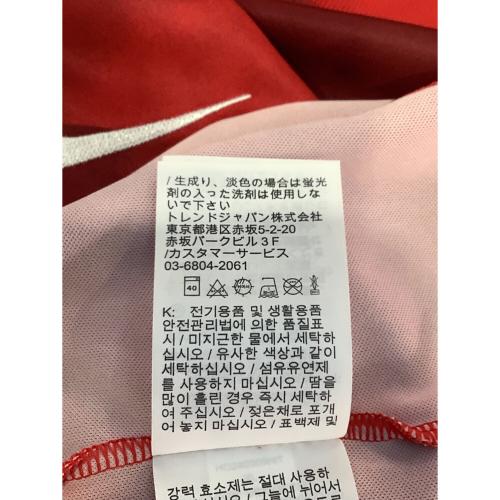 / 生成り、淡色の場合は蛍光
剤の入った洗剤は使用しな
いで下さい
トレンドジャパン株式会社
東京都港区赤坂5-2-20
赤坂パークビル３Ｆ
/カスタマーサービス
03-6804-2061
40
K: 전기용품 및 생활용품
안전관리법에 의한 품질표
시 / 미지근한 물에서 세탁하
십시오 / 유사한 색상과 같이
세탁하십시오 / 섬유유연제
를 사용하지 마십시오 / 땀을
많이 흘린 경우 즉시 세탁하
여 주십시오 / 젖은채로 포개
어 놓지 마십시오 / 표백제 및
강력 효소제는 절대 사용하